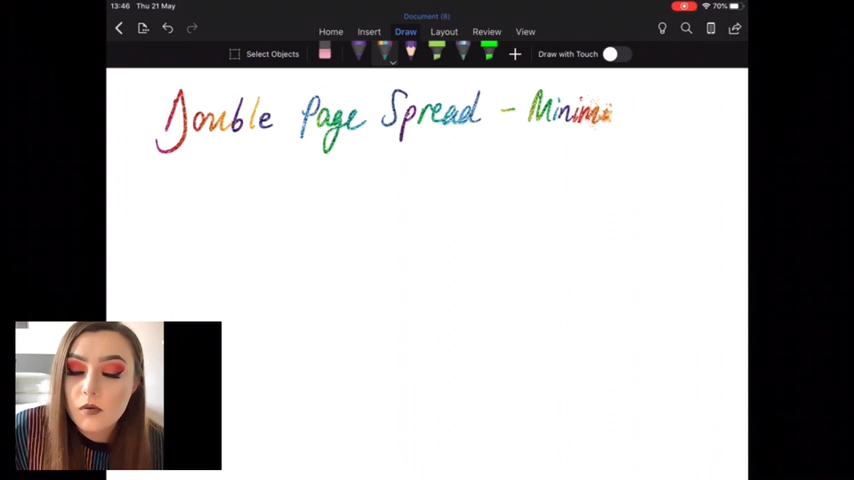 13:46 Thu 21 May
70%
Document (8)
Home Insert Draw Layout Review View
Select Objects
Draw with Touch
Double Page Spread - Minima